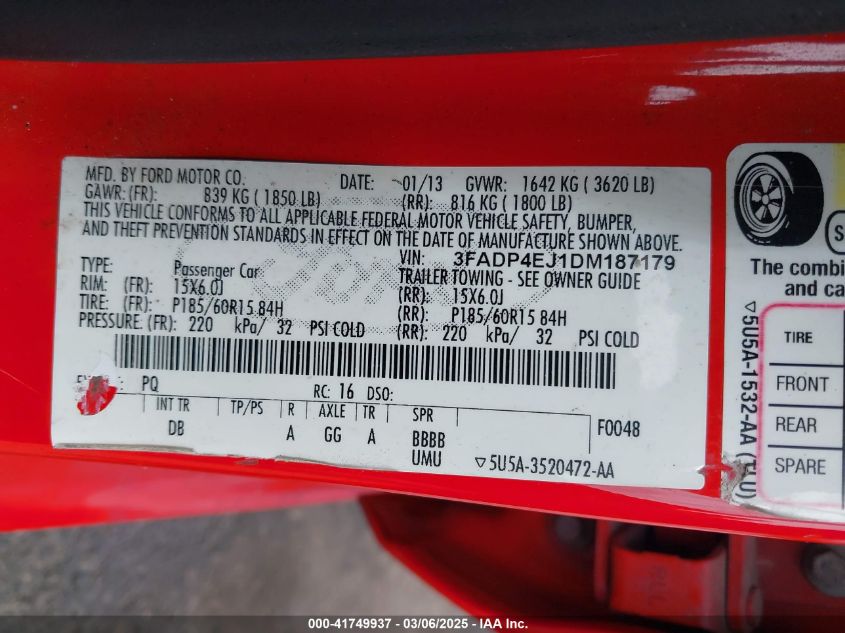 MFD. BY FORD MOTOR CO. DATE: 01/13 GVWR: 1642 KG ( 3620 LB)
GAWR: (FR): 839 KG ( 1850 LB) (RR): 816 KG ( 1800 LB)
THIS VEHICLE CONFORMS TO ALL APPLICABLE FEDERAL MOTOR VEHICLE SAFETY, BUMPER,
AND THEFT PREVENTION STANDARDS IN EFFECT ON THE DATE OF MANUFACTURE SHOWN ABOVE.
VIN: 3FADP4EJ1DM187179
TYPE: Passenger Car TRAILER TOWING - SEE OWNER GUIDE
RIM: (FR): 15X6.0J (RR): 15X6.0J
TIRE: (FR): P185/60R15 84H (RR): P185/60R15 84H
PRESSURE: (FR): 220 kPa/ 32 PSI COLD (RR): 220 kPa/ 32 PSI COLD
PQ RC: 16 DSO:
INT TR TP/PS R AXLE TR SPR F0048
DB A GG A BBBB
UMU ▽5U5A-3520472-AA
The combi
and ca
▽5U5A-1532-AA
TIRE
FRONT
REAR
SPARE
000-41749937 - 03/06/2025 - IAA Inc.